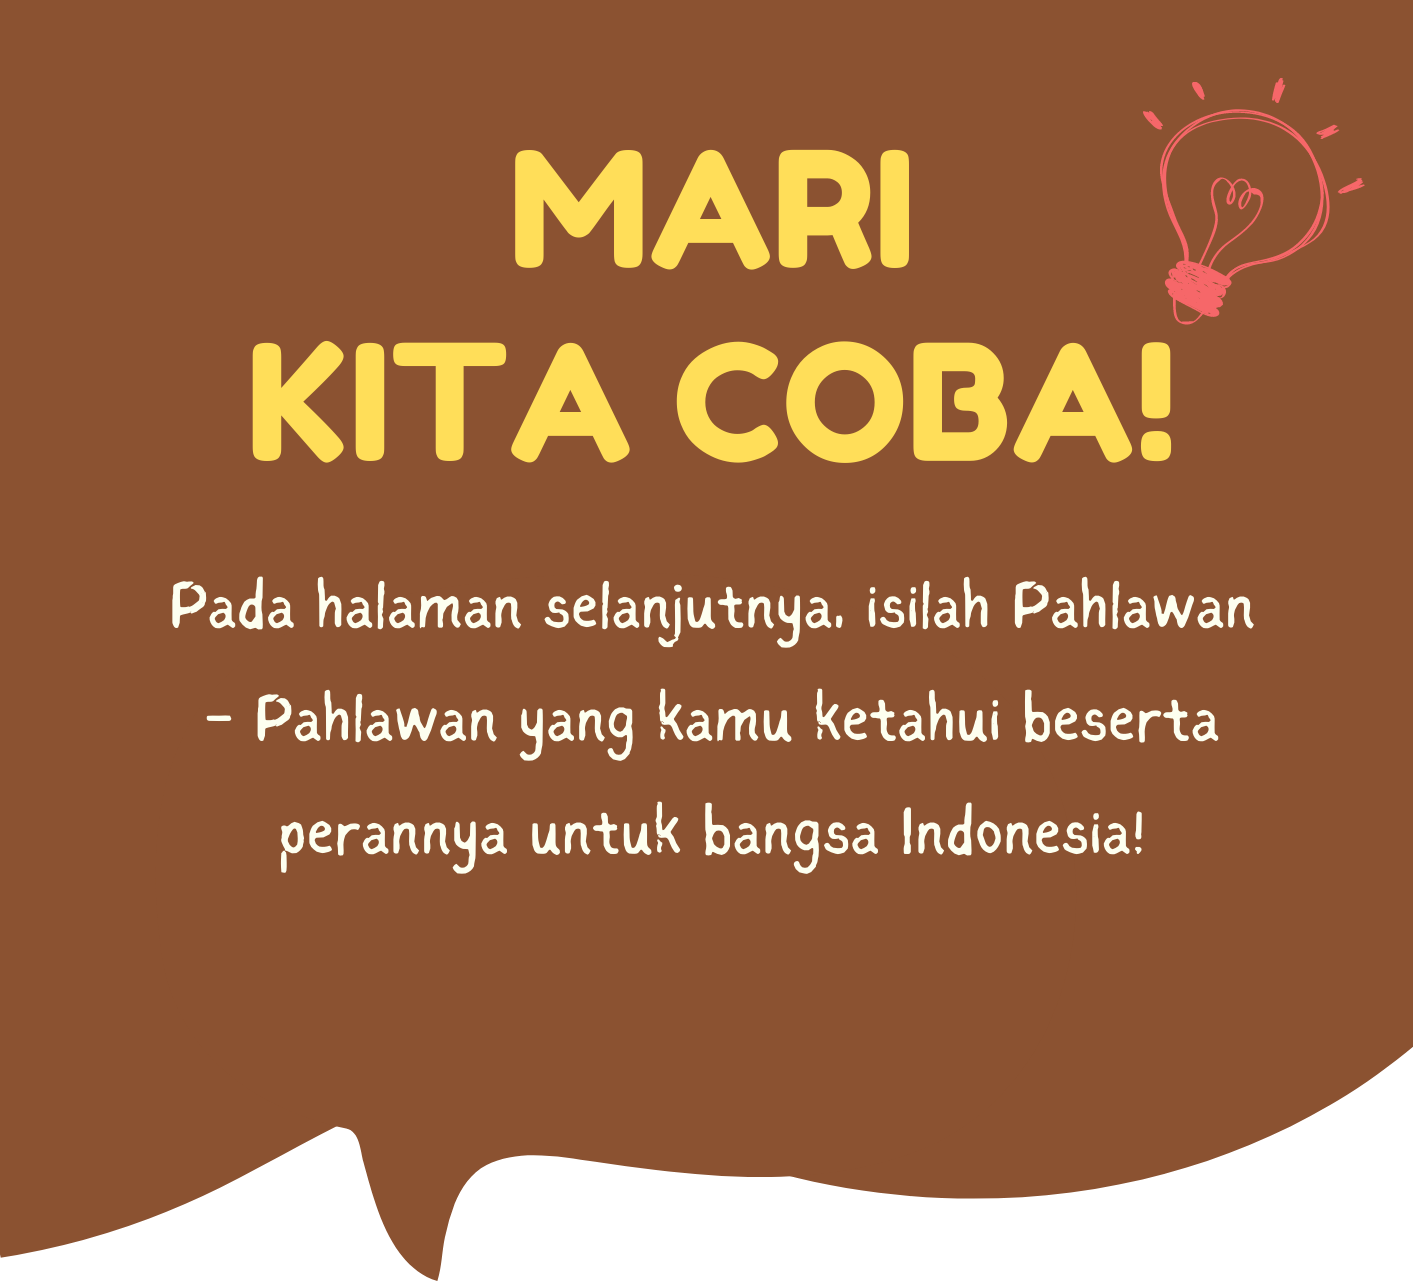 MARI
KITA COBA!
Pada halaman selanjutnya, isilah Pahlawan
- Pahlawan yang kamu ketahui beserta
perannya untuk bangsa Indonesia!